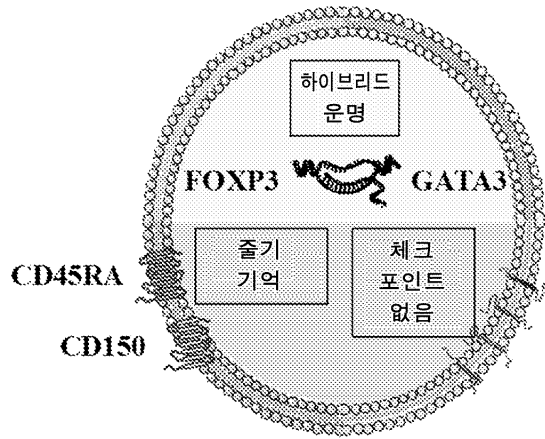 하이브리드
운명
FOXP3
GATA3
줄기
기억
체크
포인트
없음
CD45RA
CD150